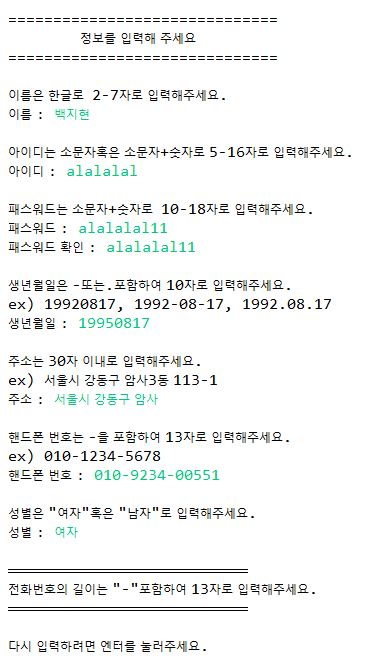 ==============================
정보를 입력해 주세요
==============================
이름은 한글로 2-7자로 입력해주세요.
이름 : 백지현
아이디는 소문자혹은 소문자+숫자로 5-16자로 입력해주세요.
아이디 : alalalal
패스워드는 소문자+숫자로 10-18자로 입력해주세요.
패스워드 : alalalal11
패스워드 확인 : alalalal11
생년월일은 -또는.포함하여 10자로 입력해주세요.
ex) 19920817, 1992-08-17, 1992.08.17
생년월일 : 19950817
주소는 30자 이내로 입력해주세요.
ex) 서울시 강동구 암사3동 113-1
주소 : 서울시 강동구 암사
핸드폰 번호는 -을 포함하여 13자로 입력해주세요.
ex) 010-1234-5678
핸드폰 번호 : 010-9234-00551
성별은 "여자"혹은 "남자"로 입력해주세요.
성별 : 여자
══════════════════════════════
전화번호의 길이는 "-"포함하여 13자로 입력해주세요.
══════════════════════════════
다시 입력하려면 엔터를 눌러주세요.